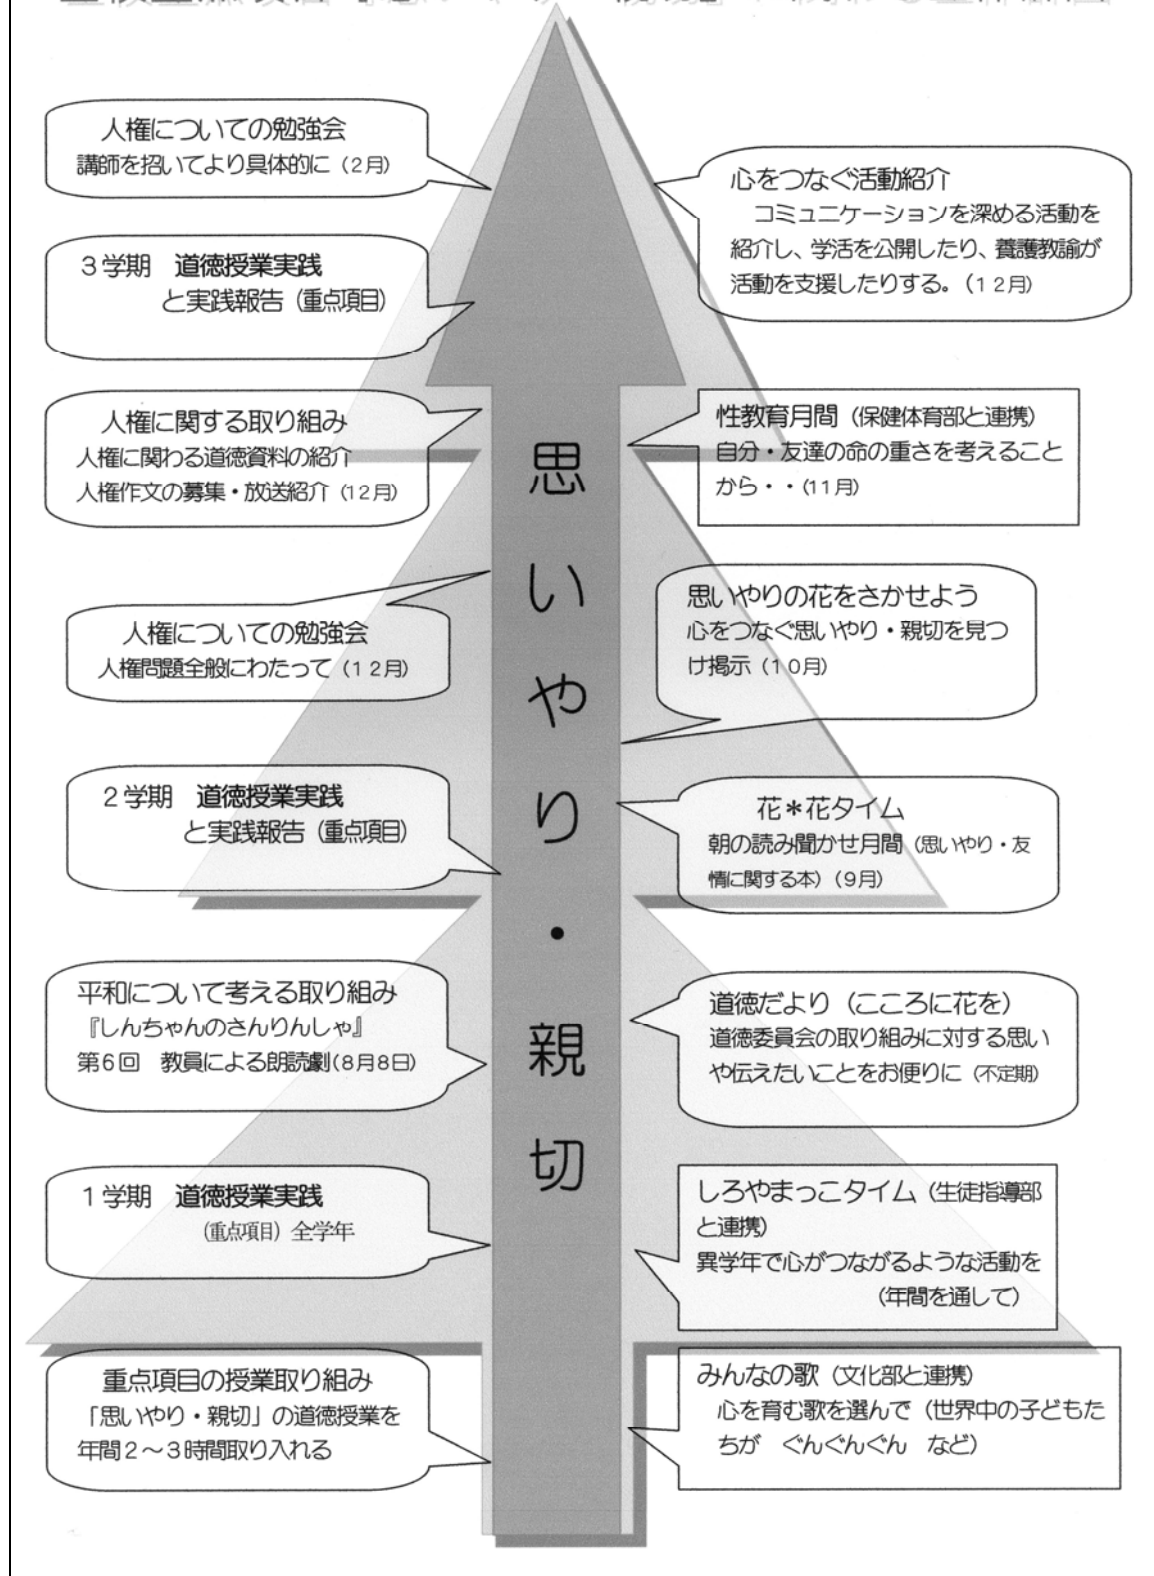 人権についての勉強会
講師を招いてより具体的に（2月）
心をつなぐ活動紹介
コミュニケーションを深める活動を
紹介し、学活を公開したり、養護教諭が
活動を支援したりする。（12月）
3学期　道徳授業実践
と実践報告（重点項目）
人権に関する取り組み
人権に関わる道徳資料の紹介
人権作文の募集・放送紹介（12月）
性教育月間（保健体育部と連携）
自分・友達の命の重さを考えること
から・・（11月）
思いやり・親切
人権についての勉強会
人権問題全般にわたって（12月）
思いやりの花をさかせよう
心をつなぐ思いやり・親切を見つ
け掲示（10月）
2学期　道徳授業実践
と実践報告（重点項目）
花＊花タイム
朝の読み聞かせ月間（思いやり・友
情に関する本）（9月）
平和について考える取り組み
『しんちゃんのさんりんしゃ』
第6回　教員による朗読劇（8月8日）
道徳だより（こころに花を）
道徳委員会の取り組みに対する思い
や伝えたいことをお便りに（不定期）
1学期　道徳授業実践
（重点項目）全学年
しろやまっこタイム（生徒指導部
と連携）
異学年で心がつながるような活動を
（年間を通して）
重点項目の授業取り組み
「思いやり・親切」の道徳授業を
年間2～3時間取り入れる
みんなの歌（文化部と連携）
心を育む歌を選んで（世界中の子どもた
ちが　ぐんぐんぐん　など）